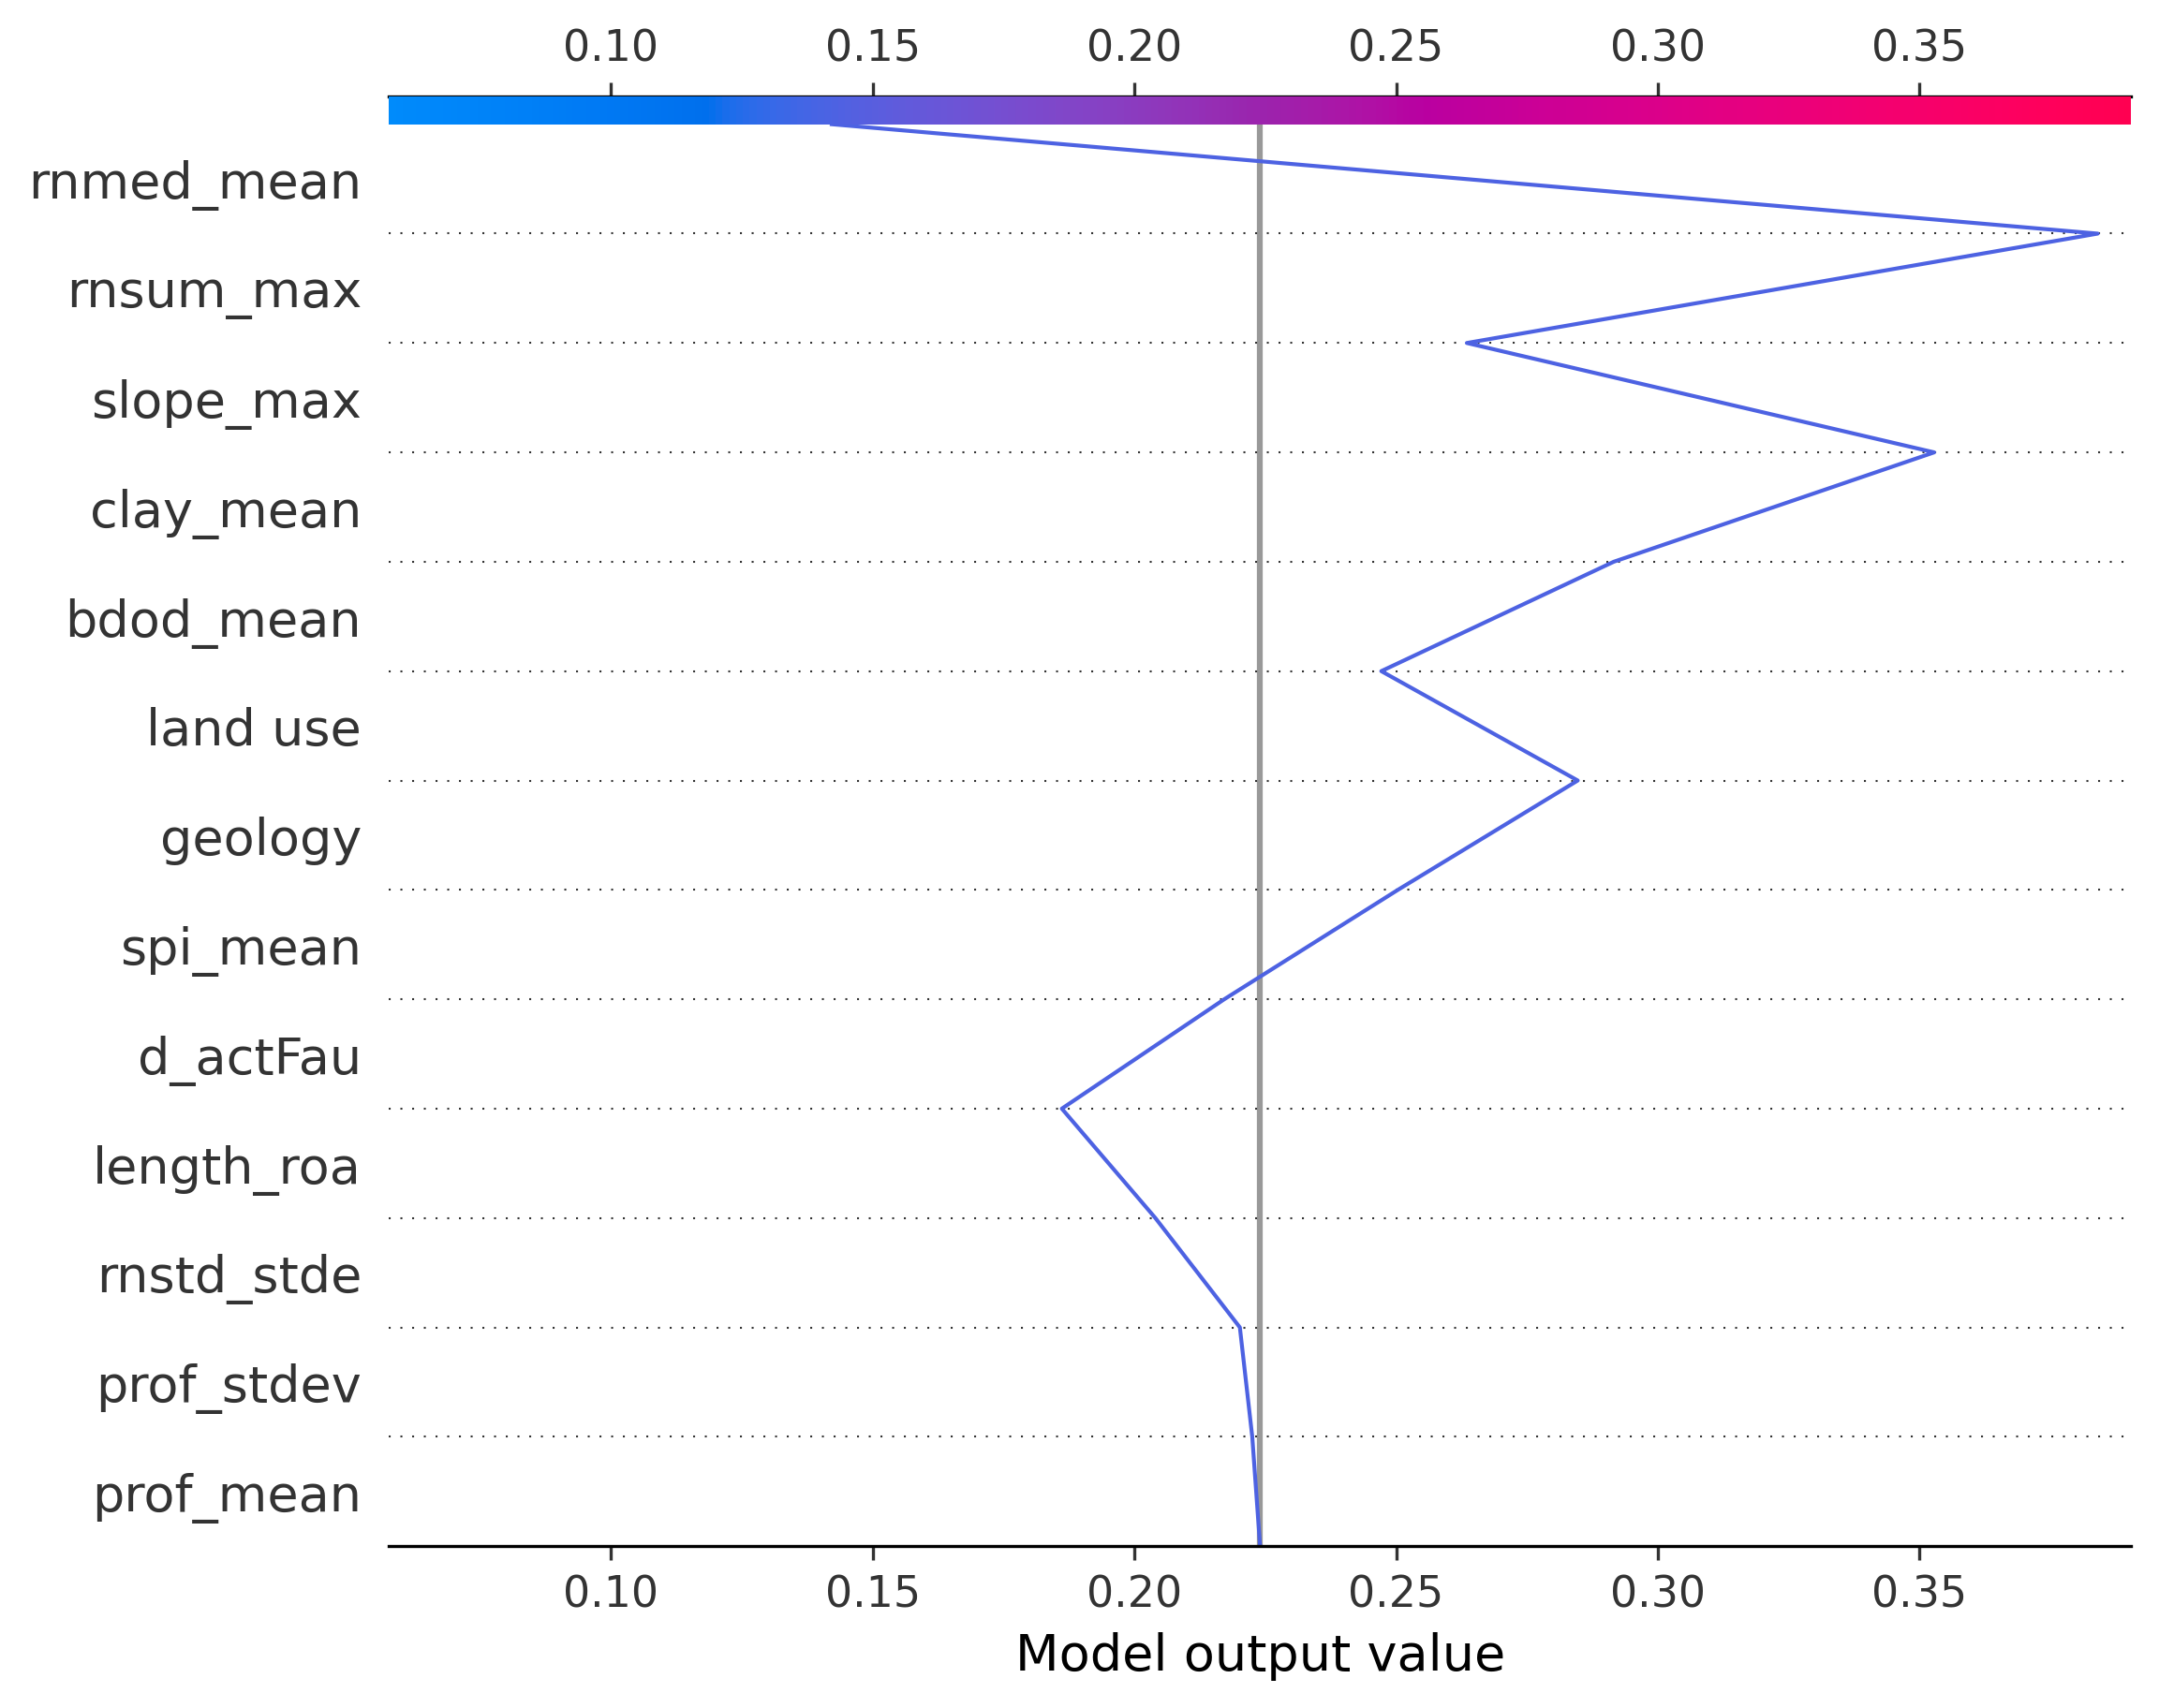 0.10 0.15 0.20 0.25 0.30 0.35
rnmed_mean
rnsum_max
slope_max
clay_mean
bdod_mean
land use
geology
spi_mean
d_actFau
length_roa
rnstd_stde
prof_stdev
prof_mean
0.10 0.15 0.20 0.25 0.30 0.35
Model output value